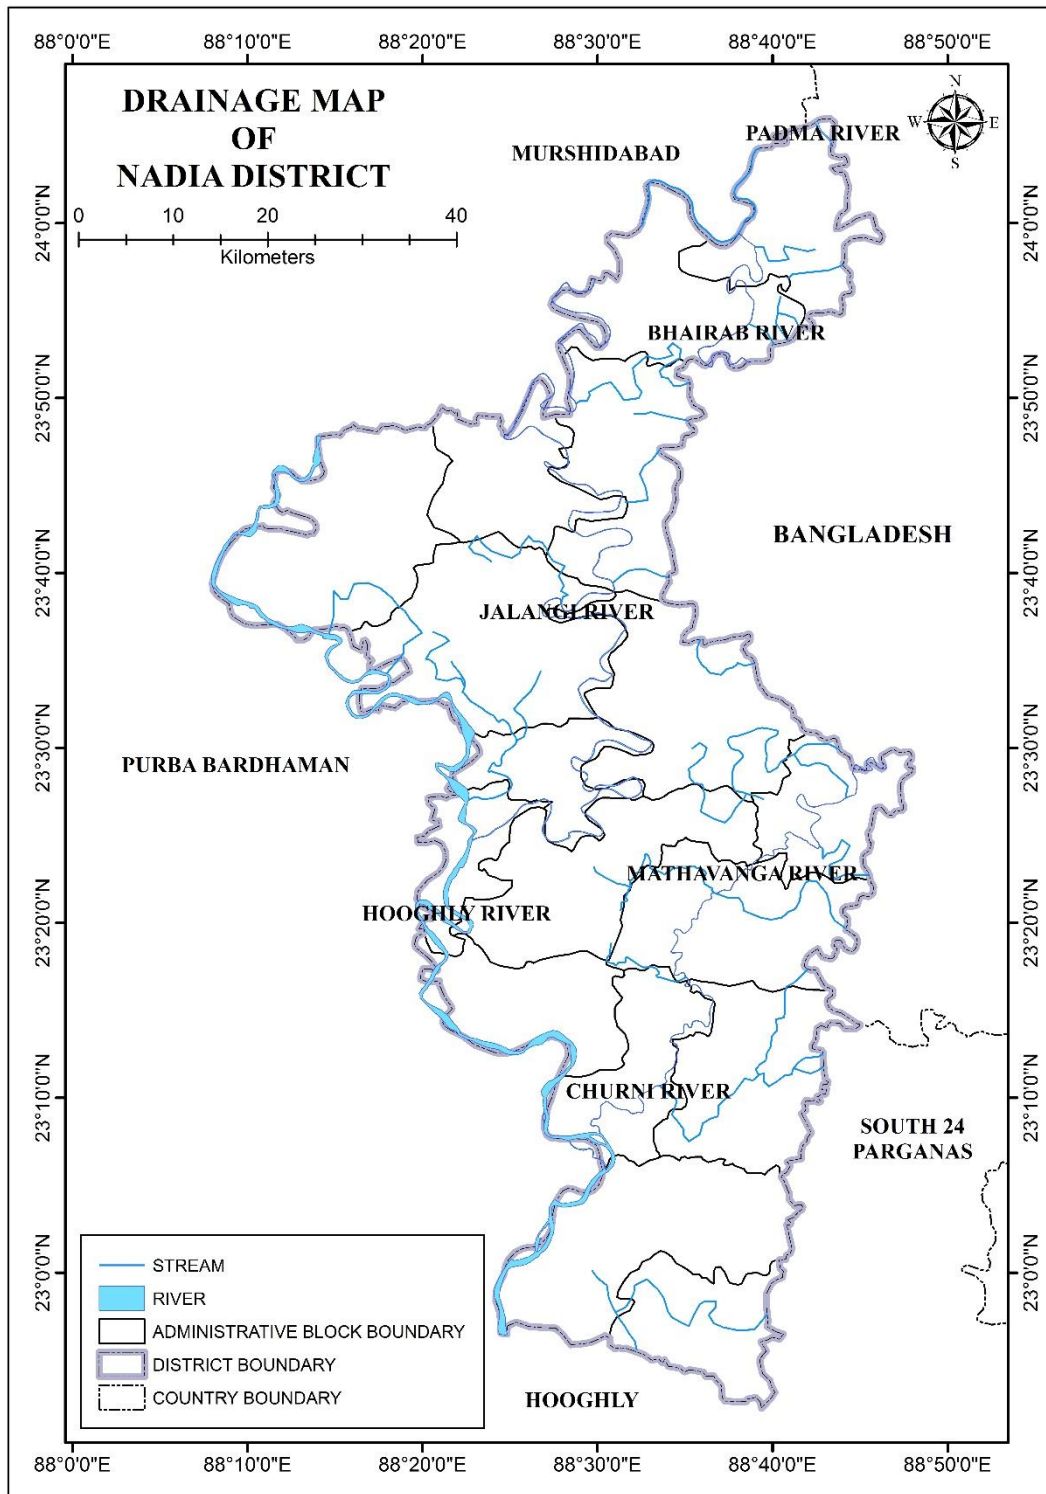 88°0'0"E 88°10'0"E 88°20'0"E 88°30'0"E 88°40'0"E 88°50'0"E
DRAINAGE MAP
OF
NADIA DISTRICT
0 10 20 40
Kilometers
N
W E
S
PADMA RIVER
MURSHIDABAD
24°0'0"N 24°0'0"N
BHAIRAB RIVER
23°50'0"N 23°50'0"N
BANGLADESH
23°40'0"N 23°40'0"N
JALANGI RIVER
23°30'0"N 23°30'0"N
PURBA BARDHAMAN
MATHAVANGA RIVER
HOOGHLY RIVER
23°20'0"N 23°20'0"N
CHURNI RIVER
23°10'0"N 23°10'0"N
SOUTH 24
PARGANAS
23°0'0"N 23°0'0"N
STREAM
RIVER
ADMINISTRATIVE BLOCK BOUNDARY
DISTRICT BOUNDARY
COUNTRY BOUNDARY
HOOGHLY
88°0'0"E 88°10'0"E 88°20'0"E 88°30'0"E 88°40'0"E 88°50'0"E